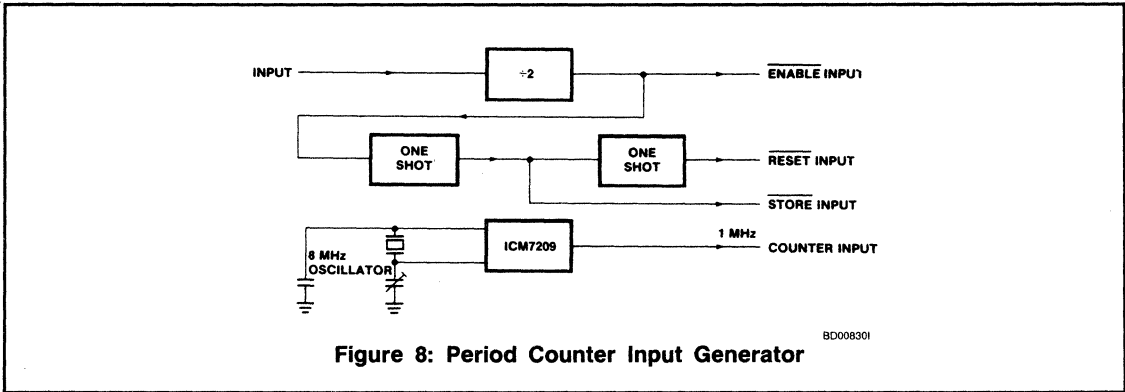 INPUT
÷2
ENABLE INPUT
ONE
SHOT
ONE
SHOT
RESET INPUT
STORE INPUT
8 MHz
OSCILLATOR
ICM7209
1 MHz
COUNTER INPUT
BD00830I
Figure 8: Period Counter Input Generator